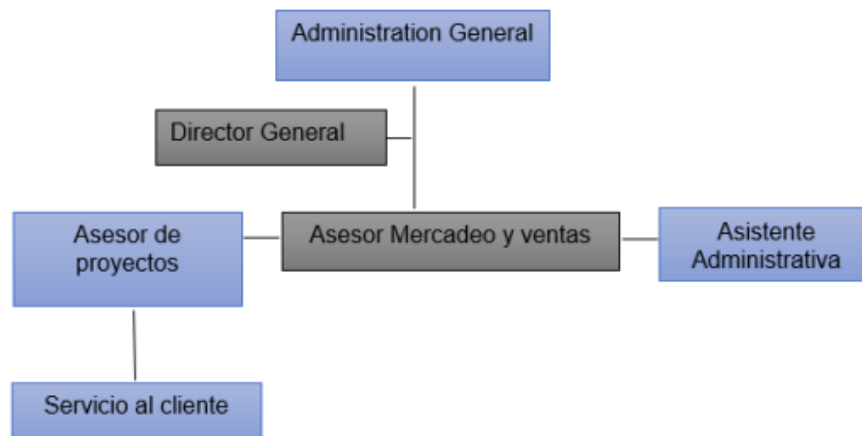 Administration General
Director General
Asesor de
proyectos
Asesor Mercadeo y ventas
Asistente
Administrativa
Servicio al cliente